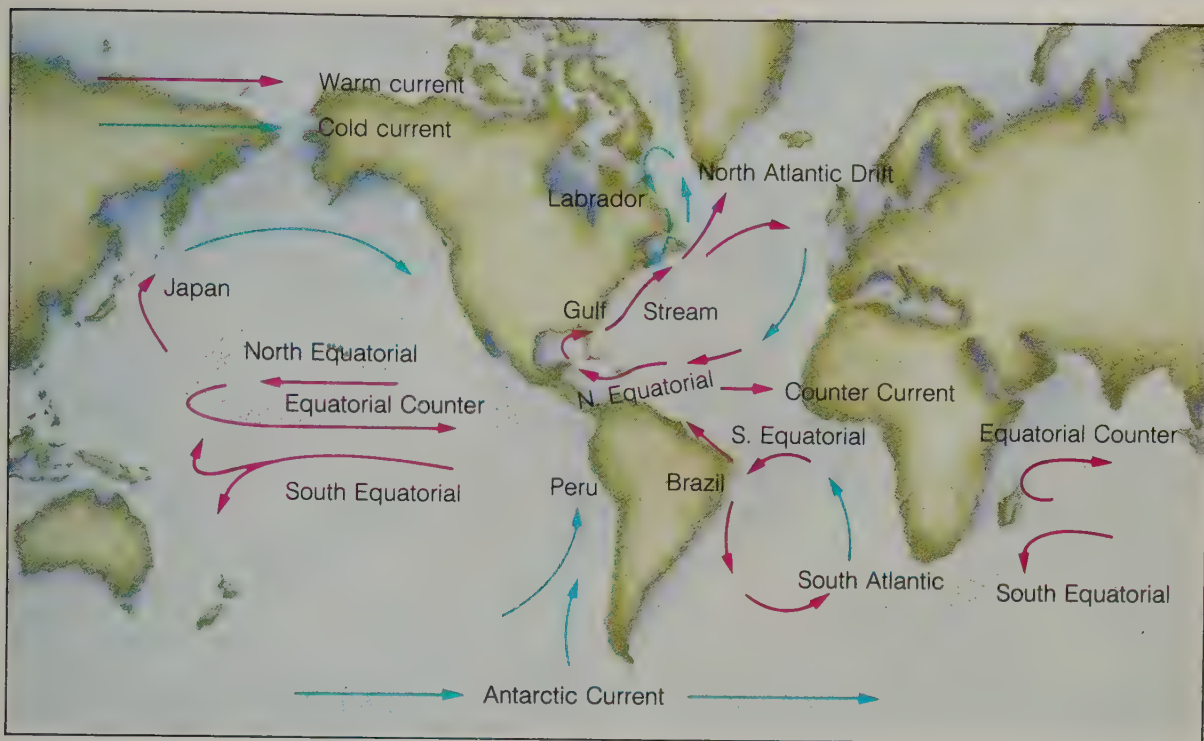 Warm current
Cold current
North Atlantic Drift
Labrador
Japan
Gulf Stream
North Equatorial
N. Equatorial
Counter Current
Equatorial Counter
S. Equatorial
Equatorial Counter
South Equatorial
Peru
Brazil
South Atlantic
South Equatorial
Antarctic Current